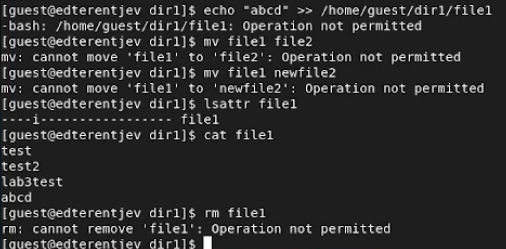 [guest@edterentjev dir1]$ echo "abcd" >> /home/guest/dir1/file1
-bash: /home/guest/dir1/file1: Operation not permitted
[guest@edterentjev dir1]$ mv file1 file2
mv: cannot move 'file1' to 'file2': Operation not permitted
[guest@edterentjev dir1]$ mv file1 newfile2
mv: cannot move 'file1' to 'newfile2': Operation not permitted
[guest@edterentjev dir1]$ lsattr file1
----i----------------- file1
[guest@edterentjev dir1]$ cat file1
test
test2
lab3test
abcd
[guest@edterentjev dir1]$ rm file1
rm: cannot remove 'file1': Operation not permitted
[guest@edterentjev dir1]$